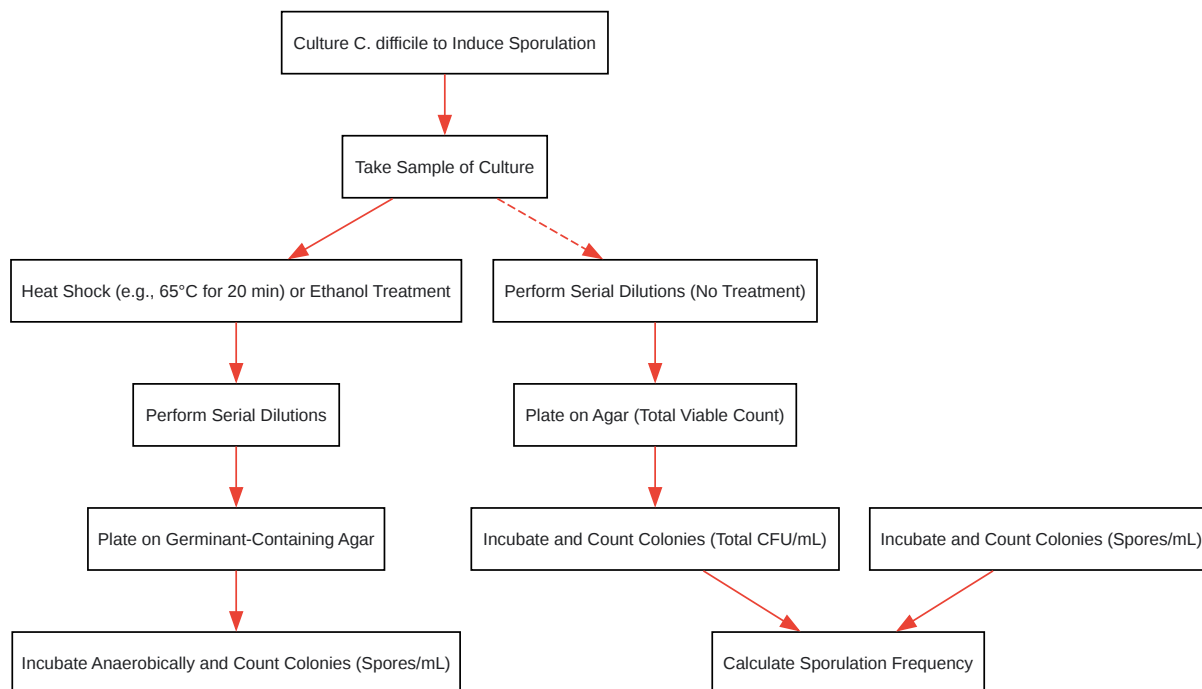 Culture C. difficile to Induce Sporulation
Take Sample of Culture
Heat Shock (e.g., 65°C for 20 min) or Ethanol Treatment
Perform Serial Dilutions (No Treatment)
Perform Serial Dilutions
Plate on Agar (Total Viable Count)
Plate on Germinant-Containing Agar
Incubate and Count Colonies (Total CFU/mL)
Incubate and Count Colonies (Spores/mL)
Incubate Anaerobically and Count Colonies (Spores/mL)
Calculate Sporulation Frequency